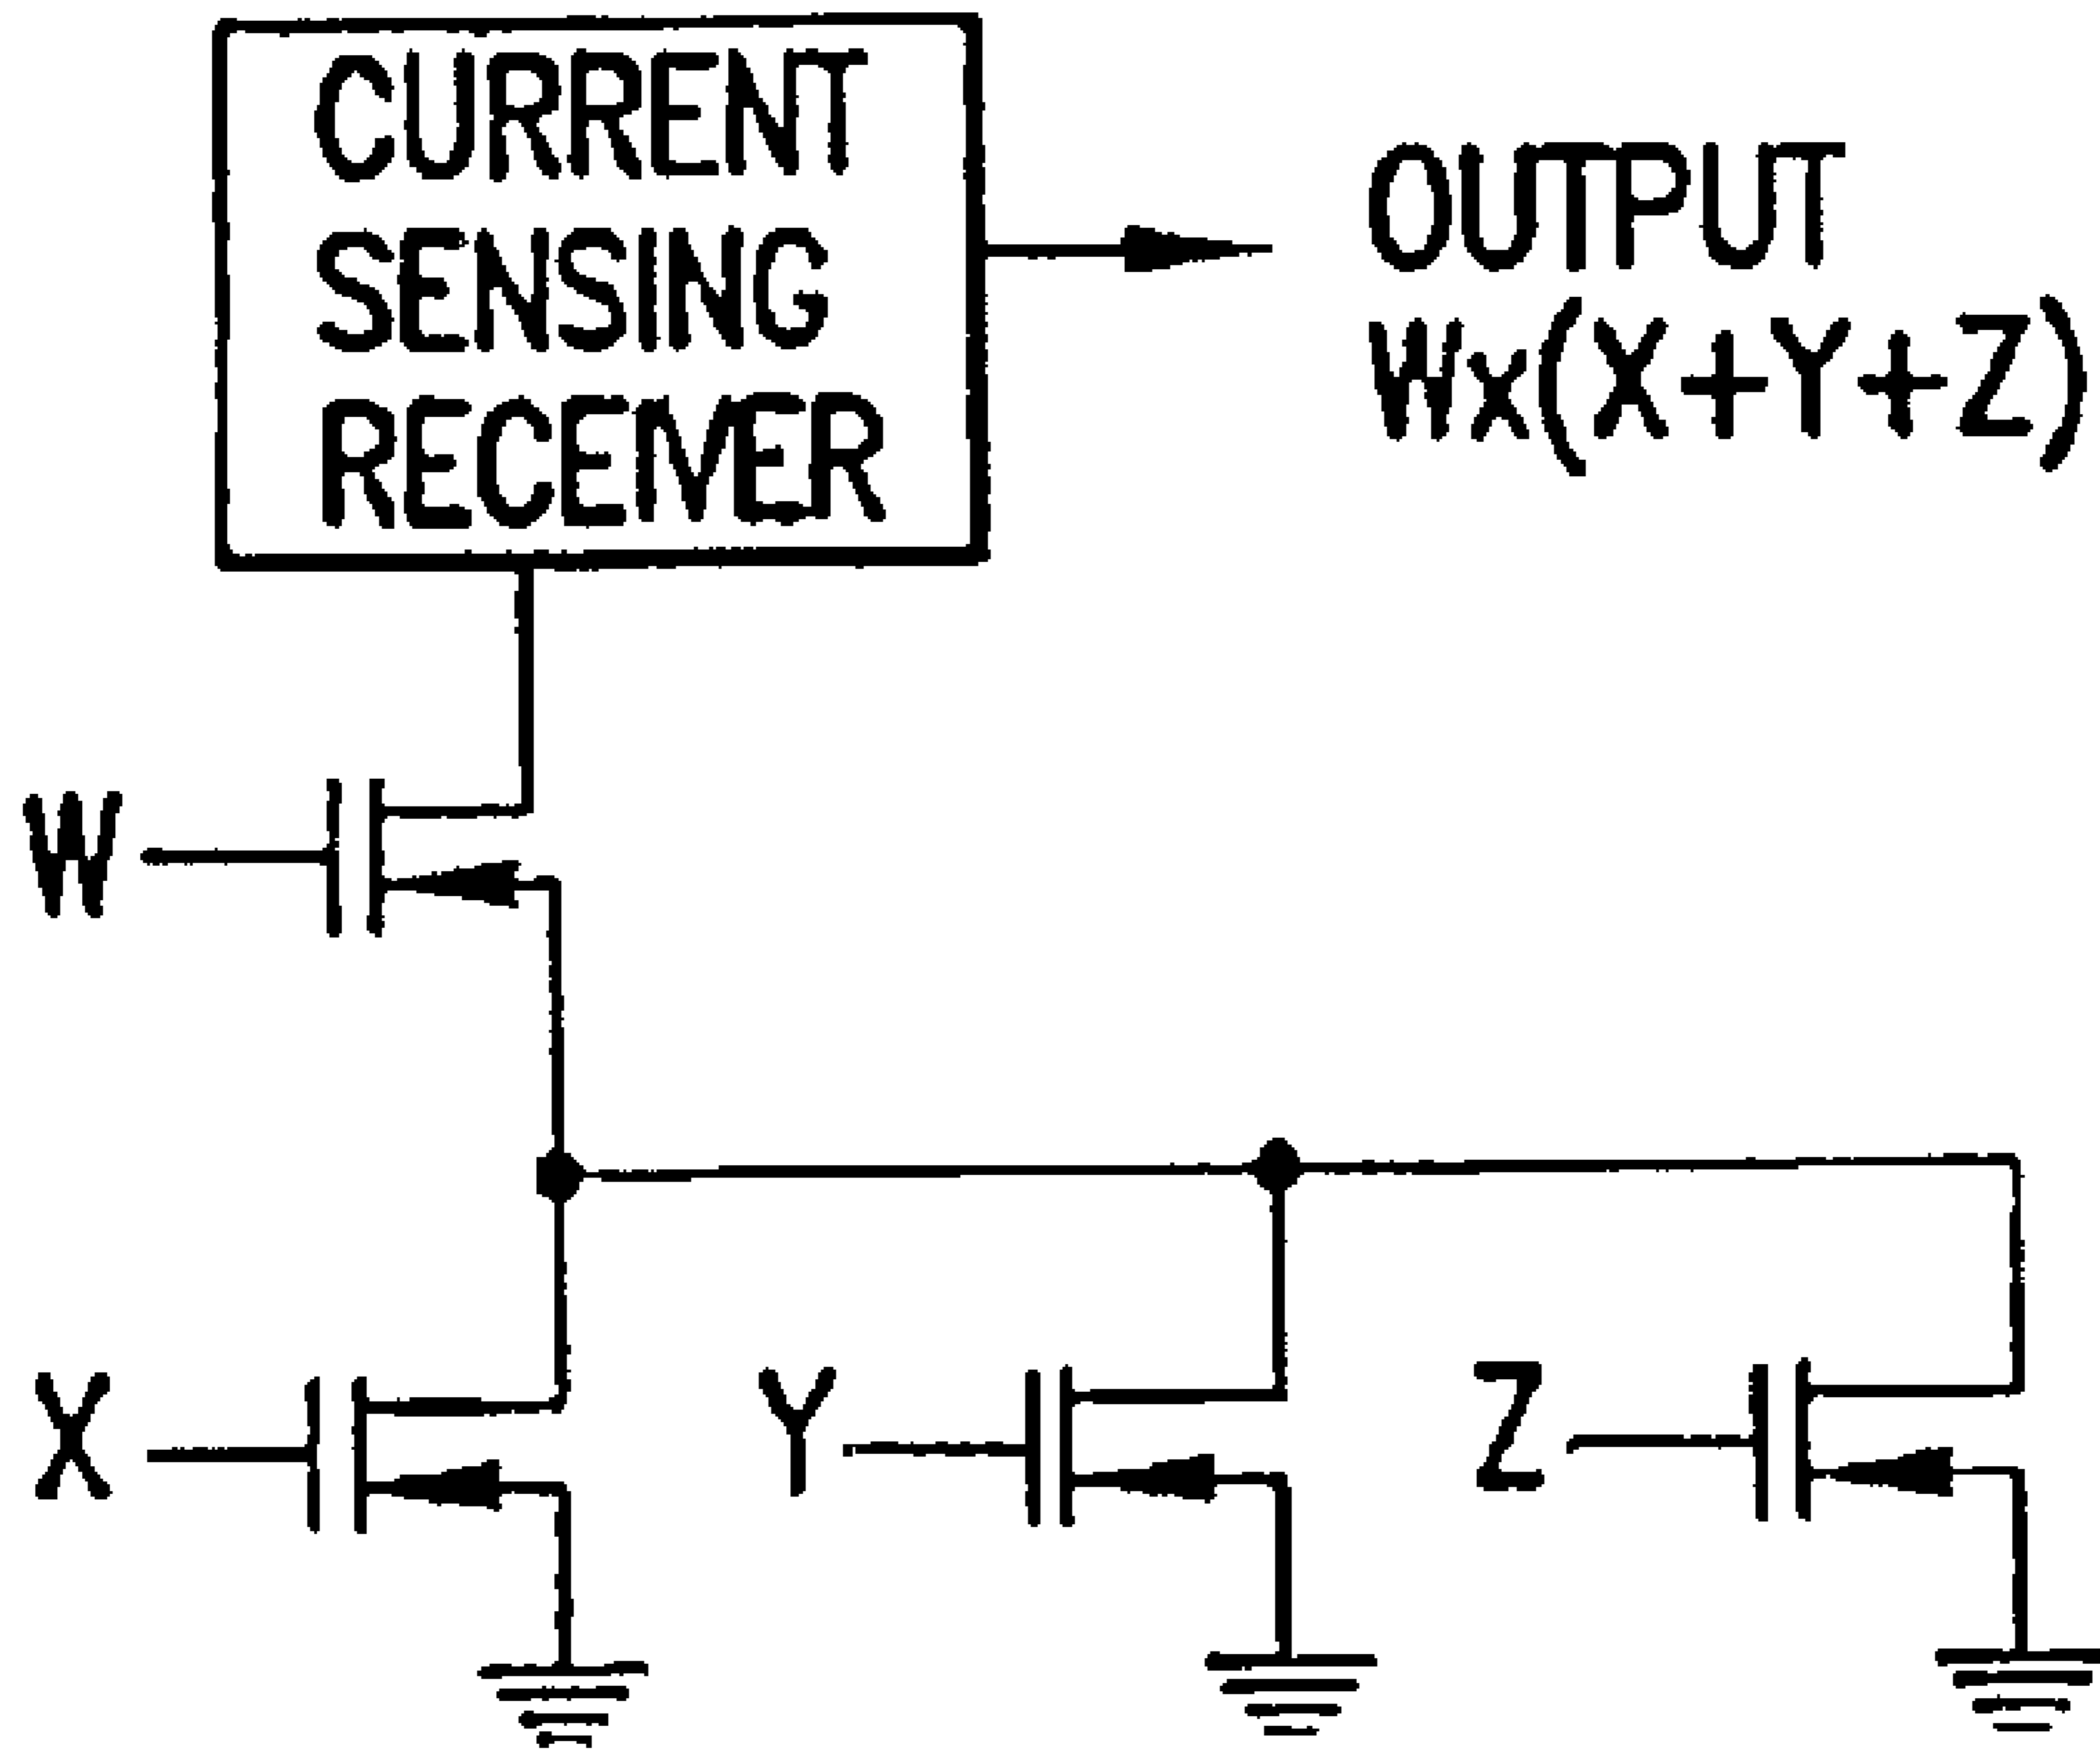 CURRENT
SENSING
RECEIVER
OUTPUT
Wx(X+Y+Z)
W
X
Y
Z